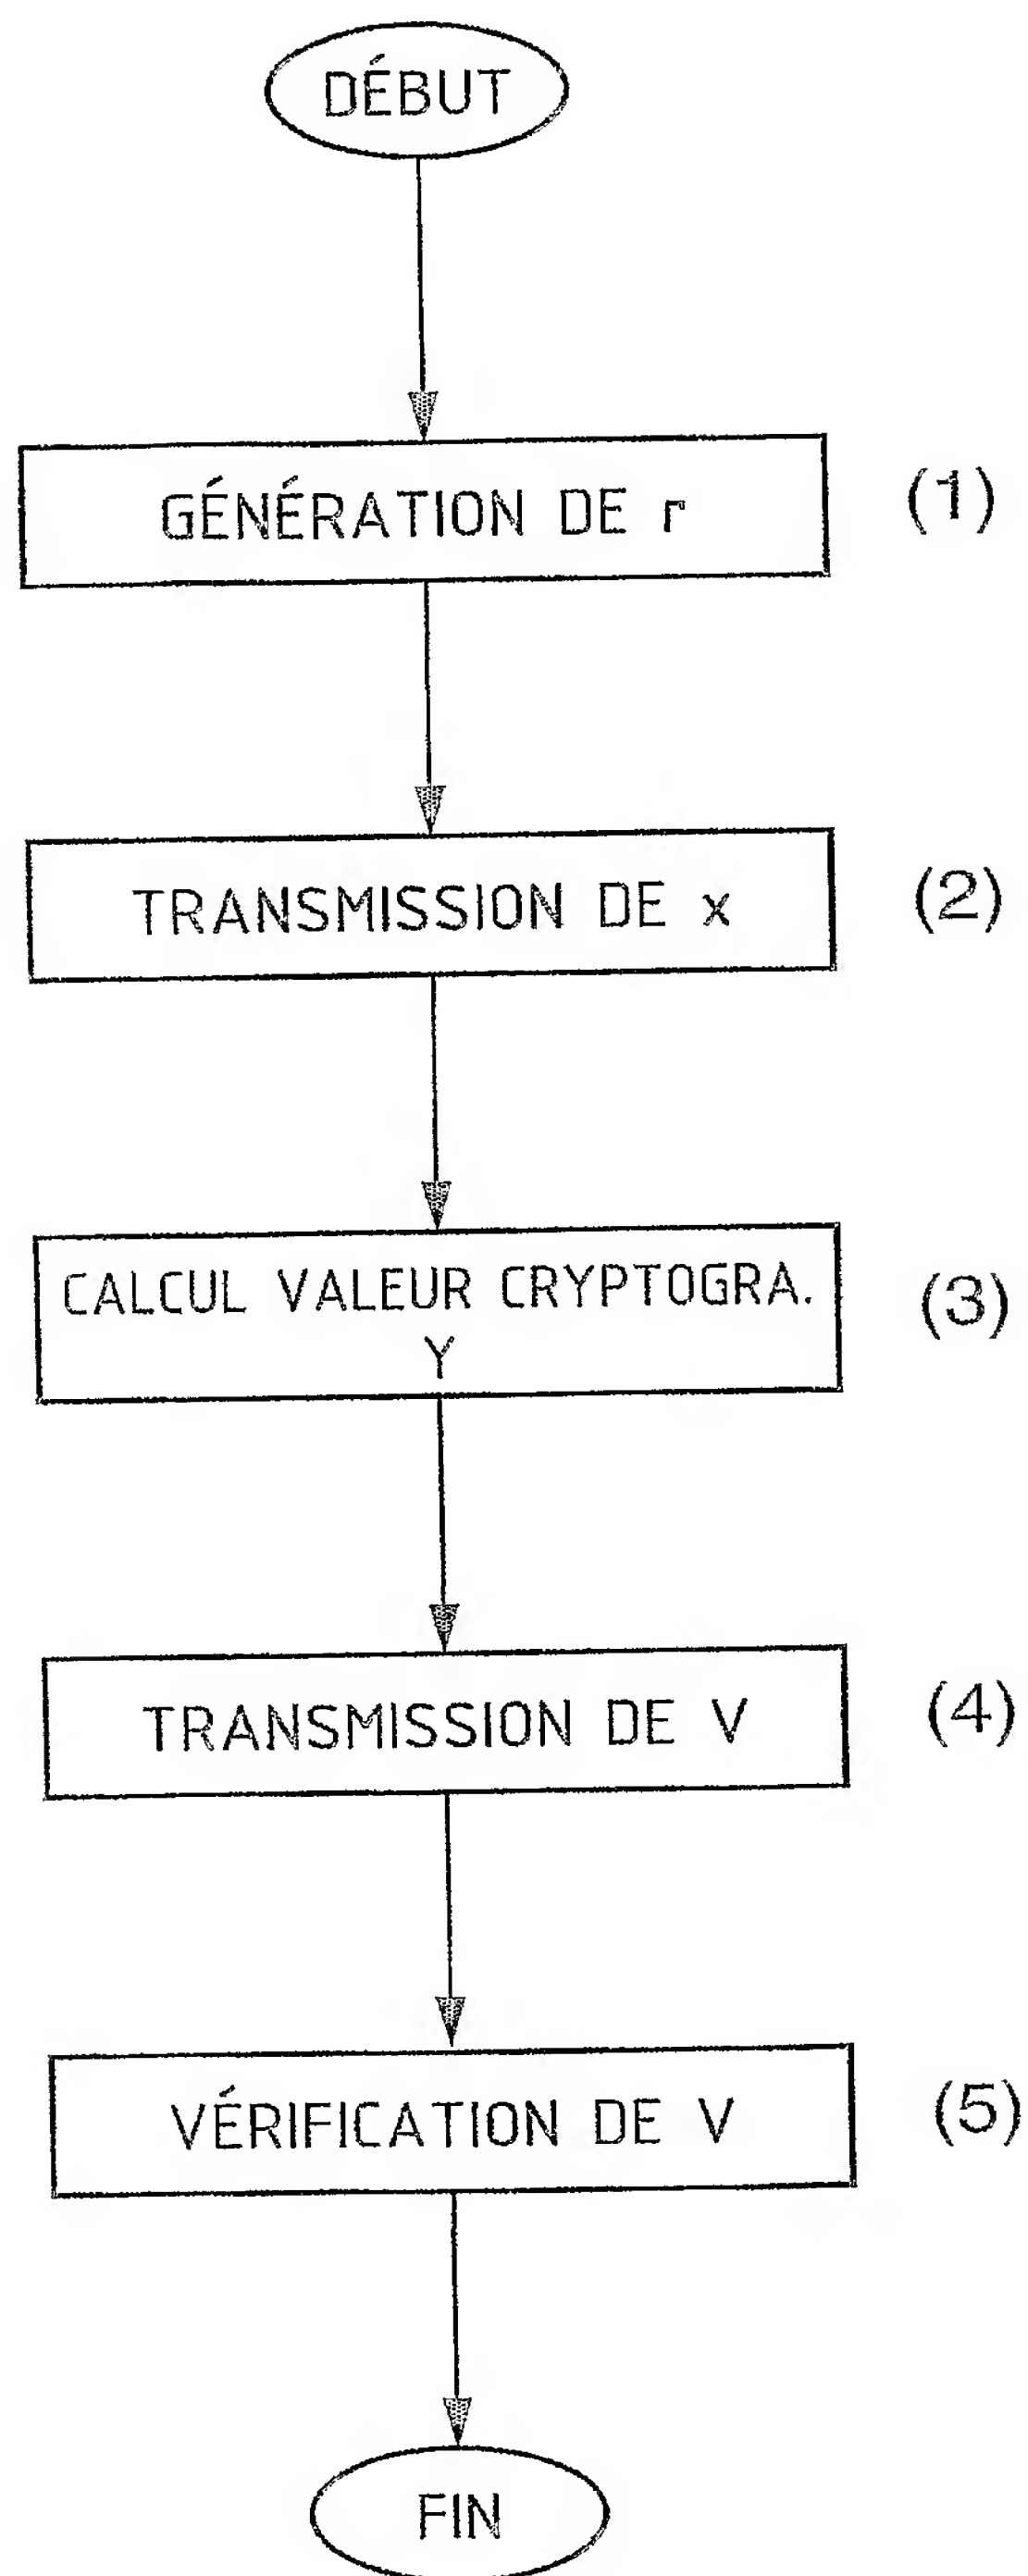 DÉBUT
GÉNÉRATION DE r
(1)
TRANSMISSION DE x
(2)
CALCUL VALEUR CRYPTOGRA.
Y
(3)
TRANSMISSION DE V
(4)
VÉRIFICATION DE V
(5)
FIN